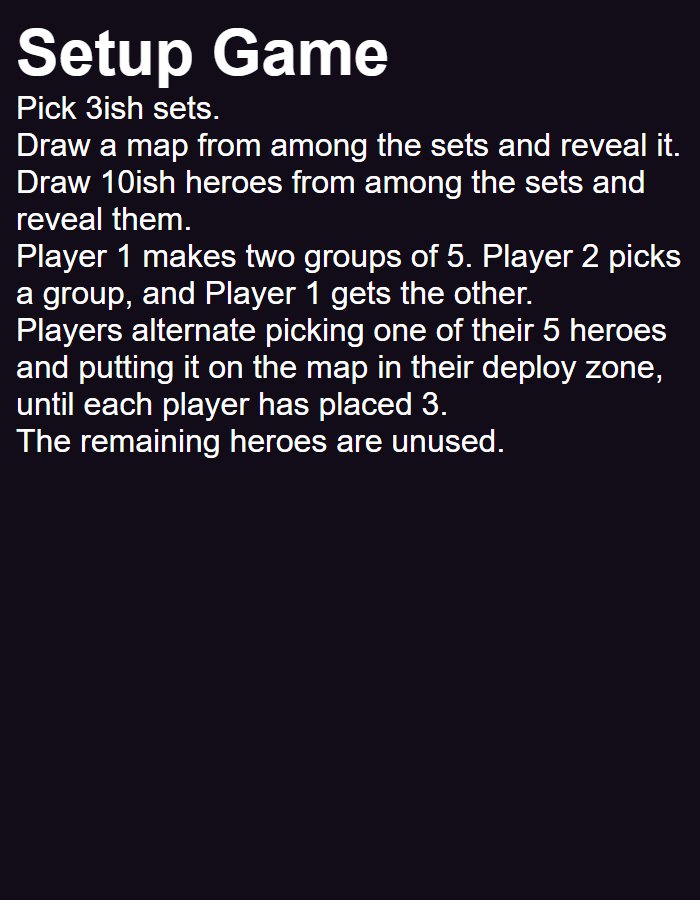 Setup Game
Pick 3ish sets.
Draw a map from among the sets and reveal it.
Draw 10ish heroes from among the sets and
reveal them.
Player 1 makes two groups of 5. Player 2 picks
a group, and Player 1 gets the other.
Players alternate picking one of their 5 heroes
and putting it on the map in their deploy zone,
until each player has placed 3.
The remaining heroes are unused.